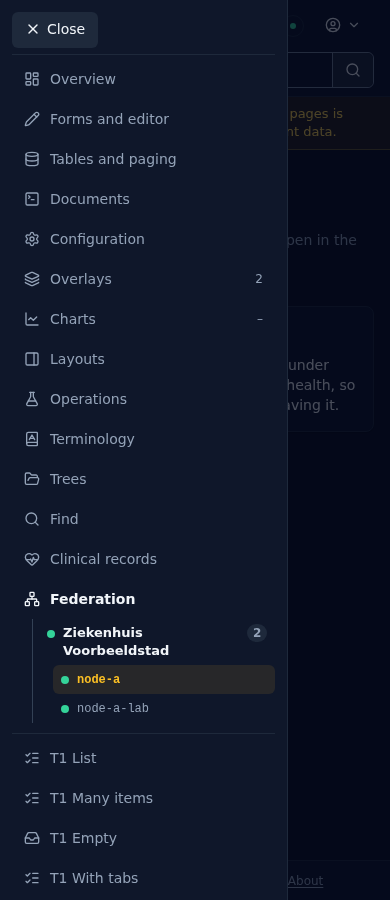 Close
Overview
Forms and editor
Tables and paging
Documents
Configuration
Overlays 2
Charts –
Layouts
Operations
Terminology
Trees
Find
Clinical records
Federation
Ziekenhuis 2
Voorbeeldstad
node-a
node-a-lab
T1 List
T1 Many items
T1 Empty
T1 With tabs
pages is
nt data.
pen in the
under
health, so
aving it.
About